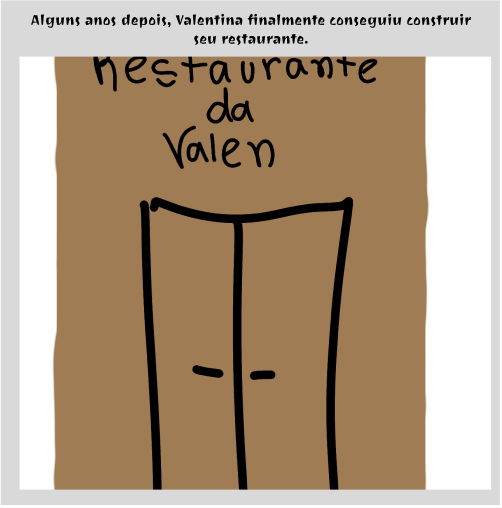 Alguns anos depois, Valentina finalmente conseguiu construir
seu restaurante.
Restaurante
da
Valen